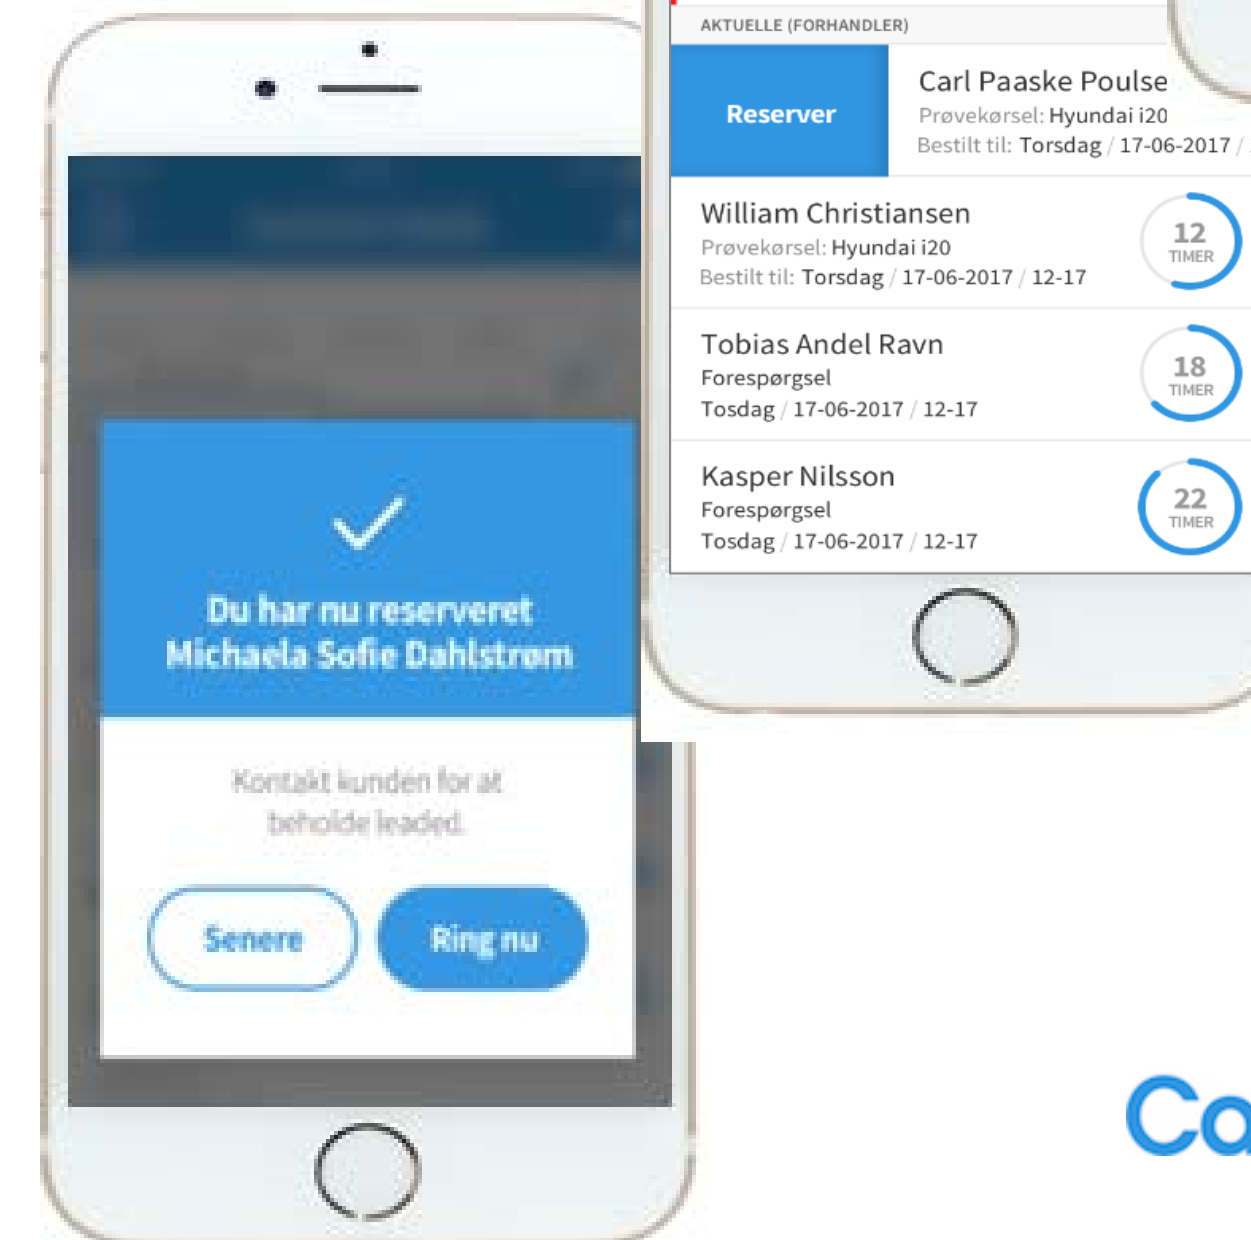 AKTUELLE (FORHANDLER)
Reserver
Carl Paaske Poulse
Prøvekørsel: Hyundai i20
Bestilt til: Torsdag / 17-06-2017 /
William Christiansen
Prøvekørsel: Hyundai i20
Bestilt til: Torsdag / 17-06-2017 / 12-17
12
TIMER
Tobias Andel Ravn
Forespørgsel
Tosdag / 17-06-2017 / 12-17
18
TIMER
Kasper Nilsson
Forespørgsel
Tosdag / 17-06-2017 / 12-17
22
TIMER
Du har nu reserveret
Michaela Sofie Dahlstrøm
Kontakt kunden for at
beholde leaded.
Senere
Ring nu
Ca